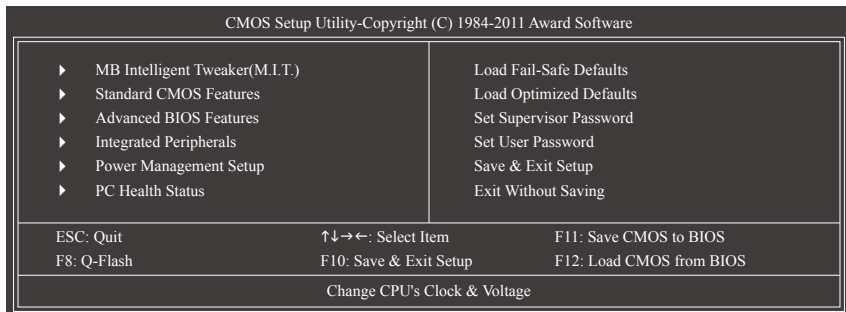 CMOS Setup Utility-Copyright (C) 1984-2011 Award Software
MB Intelligent Tweaker(M.I.T.)
Standard CMOS Features
Advanced BIOS Features
Integrated Peripherals
Power Management Setup
PC Health Status
Load Fail-Safe Defaults
Load Optimized Defaults
Set Supervisor Password
Set User Password
Save & Exit Setup
Exit Without Saving
ESC: Quit ↑↓→←: Select Item F11: Save CMOS to BIOS
F8: Q-Flash F10: Save & Exit Setup F12: Load CMOS from BIOS
Change CPU's Clock & Voltage